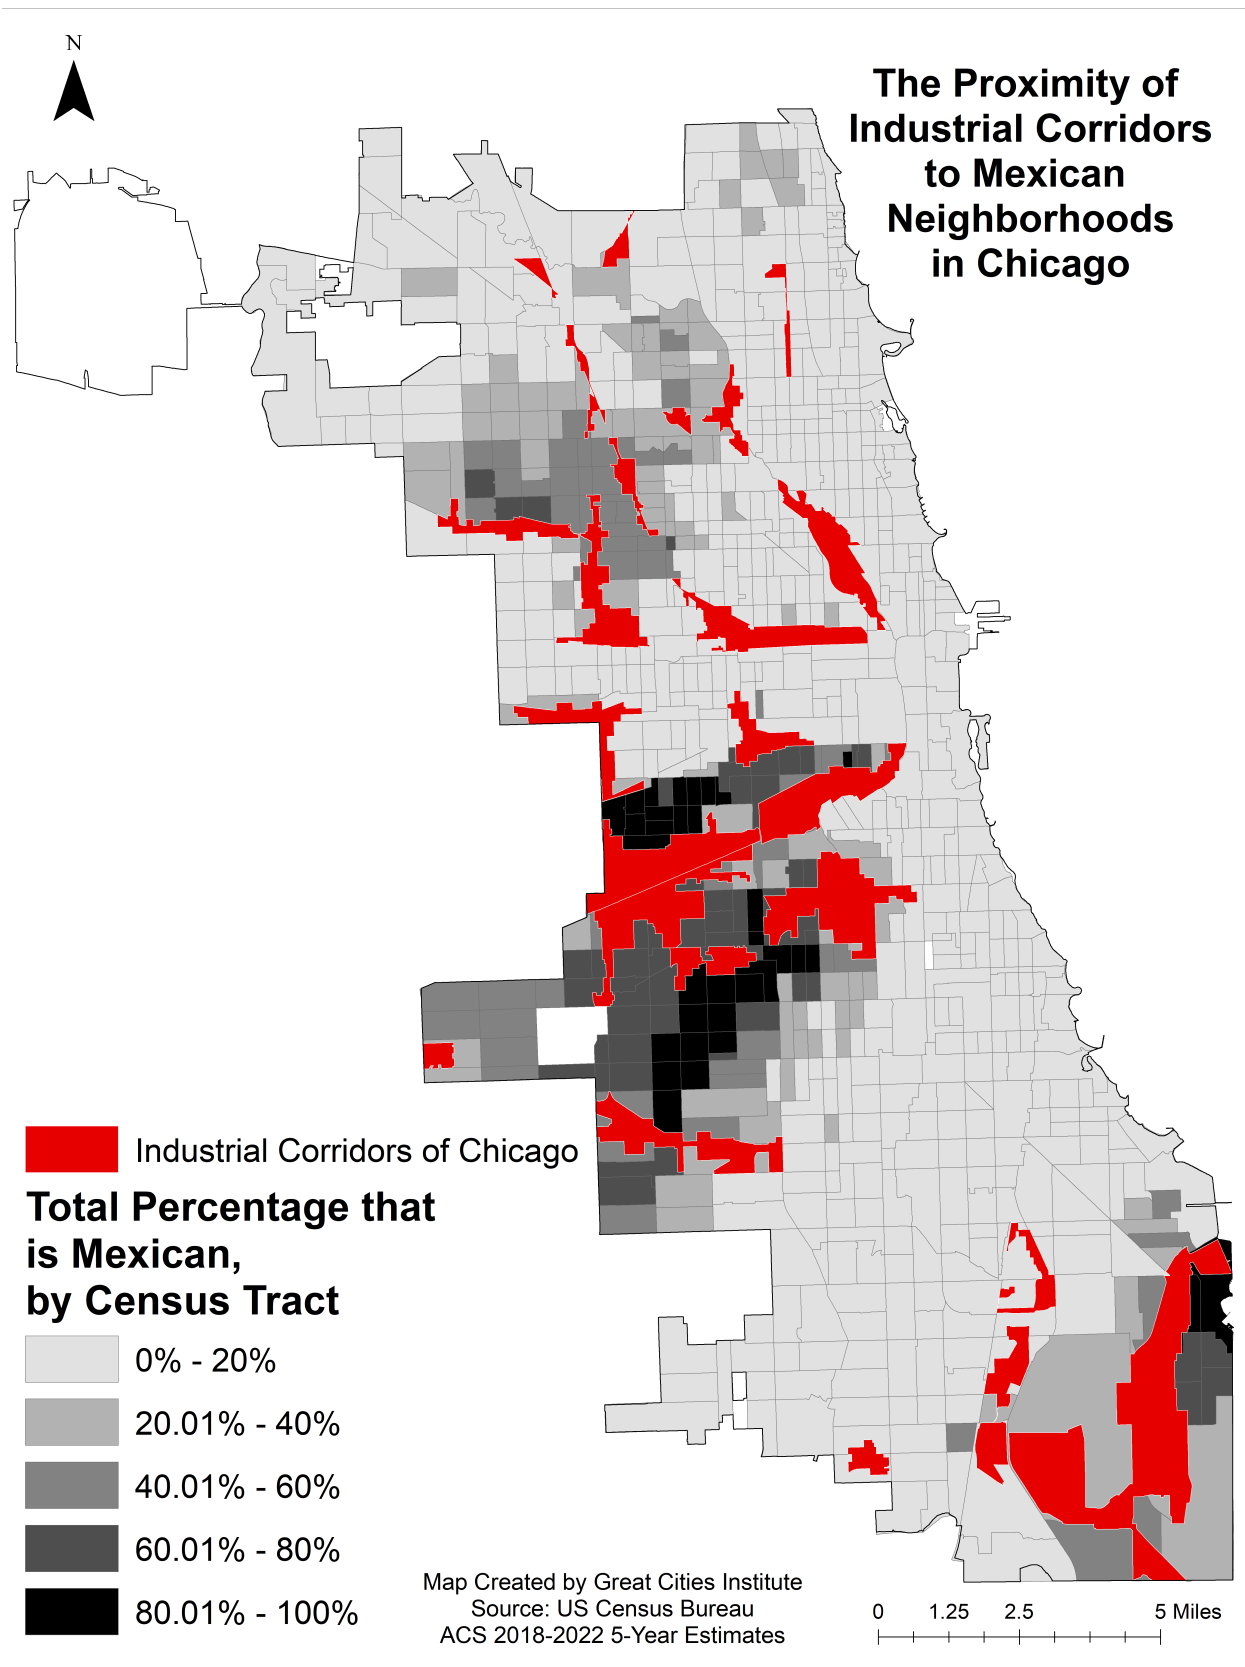 N
The Proximity of
Industrial Corridors
to Mexican
Neighborhoods
in Chicago
Industrial Corridors of Chicago
Total Percentage that
is Mexican,
by Census Tract
0% - 20%
20.01% - 40%
40.01% - 60%
60.01% - 80%
80.01% - 100%
Map Created by Great Cities Institute
Source: US Census Bureau
ACS 2018-2022 5-Year Estimates
0 1.25 2.5 5 Miles